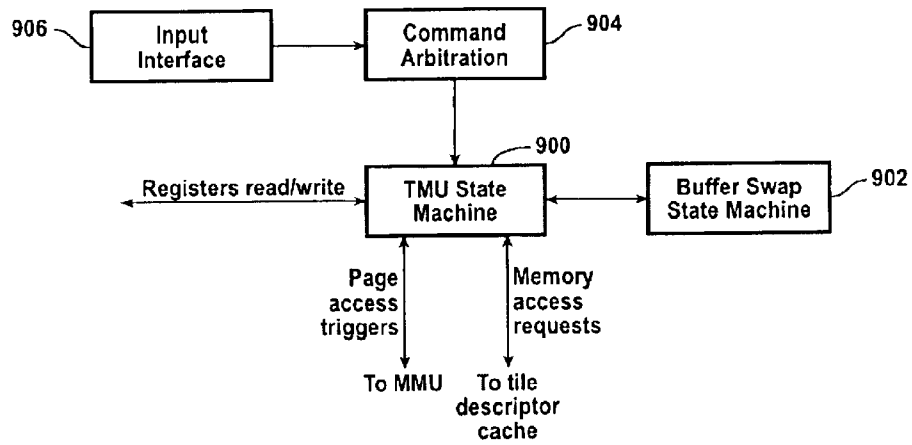 906
Input
Interface
Command
Arbitration
904
900
Registers read/write
TMU State
Machine
Buffer Swap
State Machine
902
Page
access
triggers
Memory
access
requests
To MMU
To tile
descriptor
cache